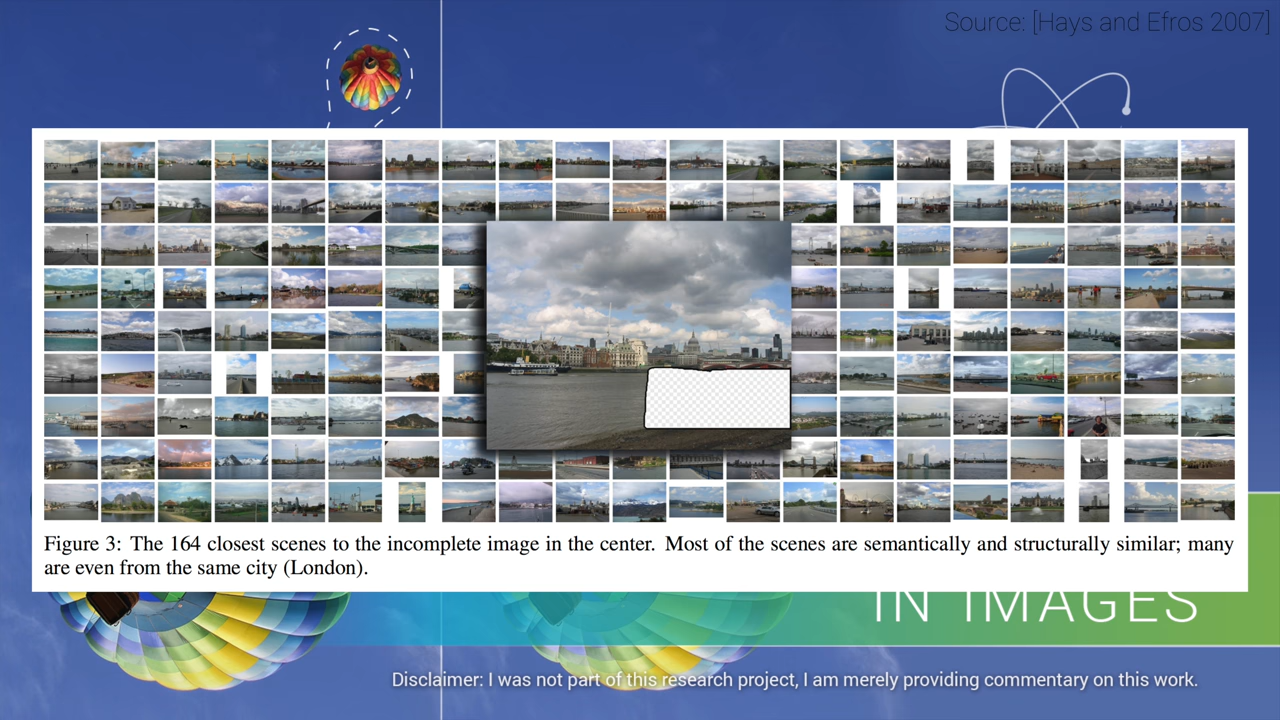 Source: [Hays and Efros 2007]
Figure 3: The 164 closest scenes to the incomplete image in the center. Most of the scenes are semantically and structurally similar; many
are even from the same city (London).
IN IMAGES
Disclaimer: I was not part of this research project, I am merely providing commentary on this work.